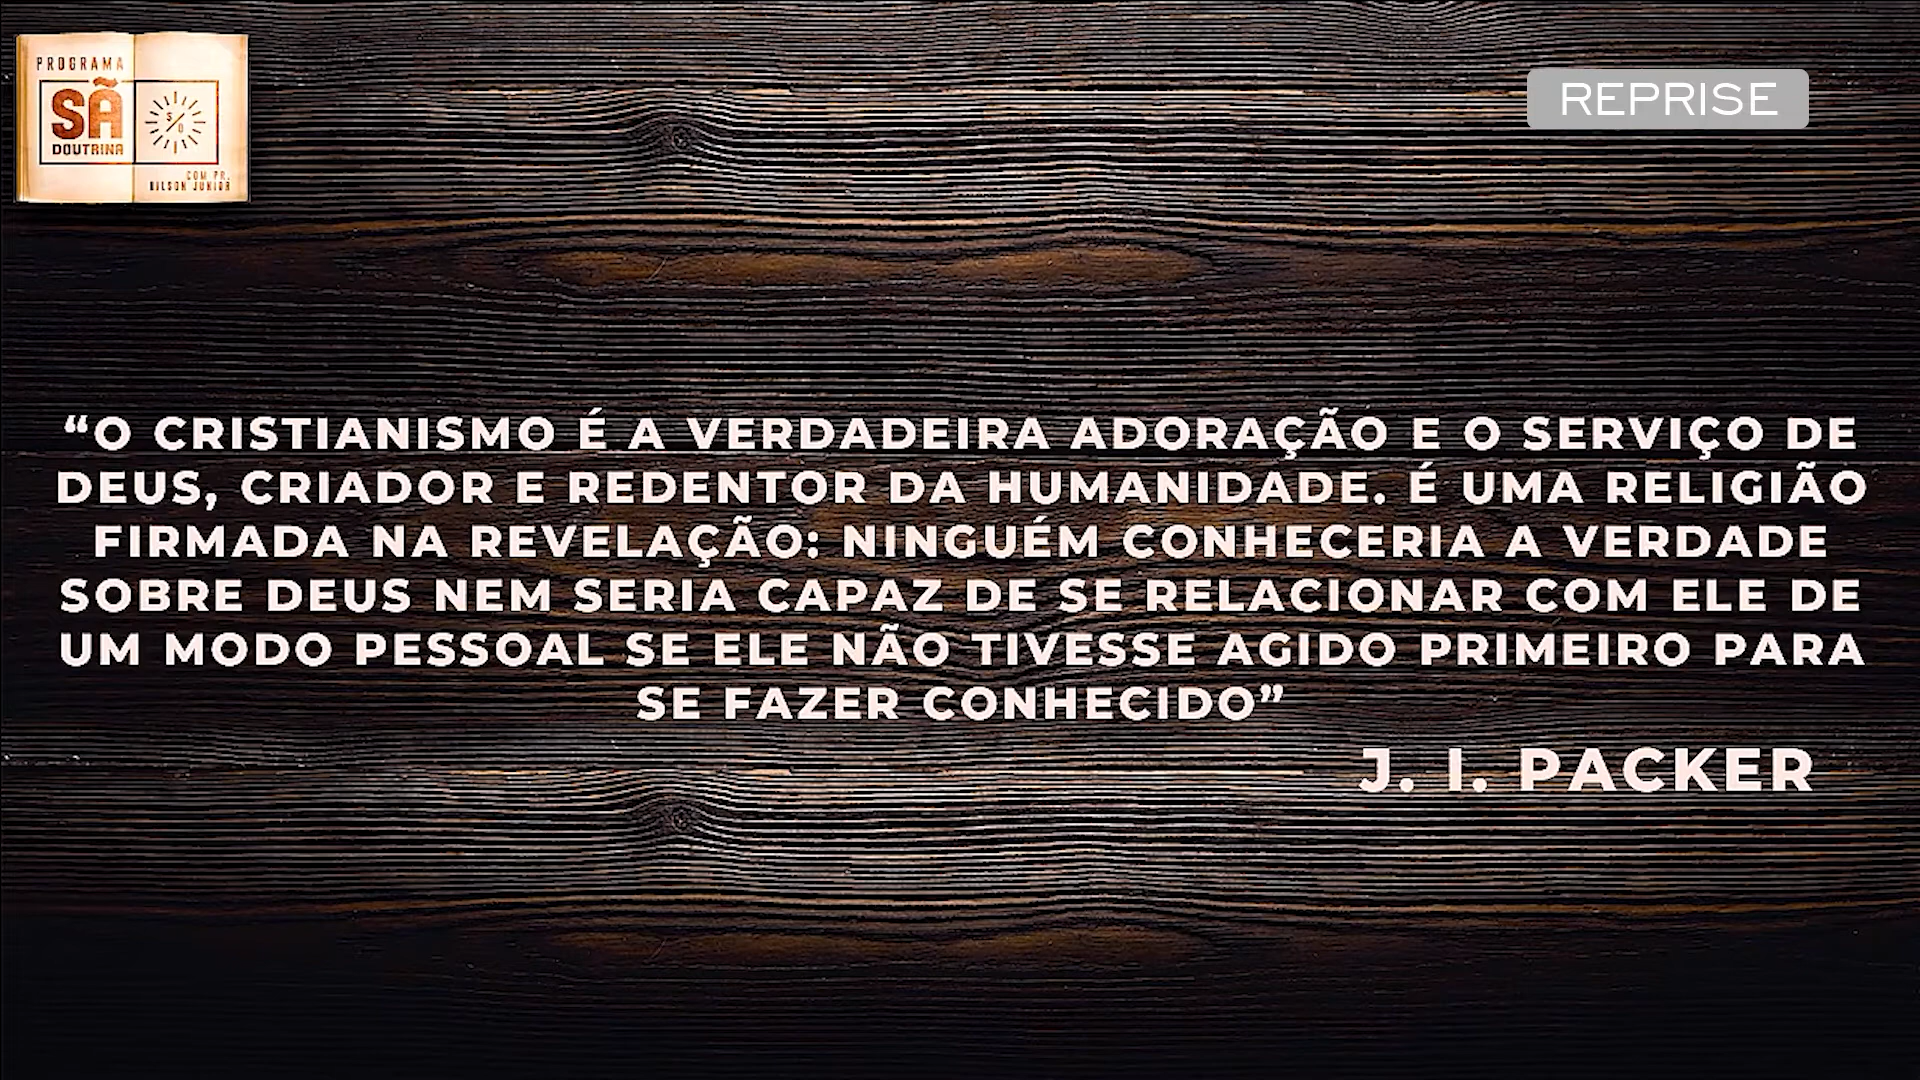 PROGRAMA
SÃ
DOUTRINA
COM PR.
REPRISE
“O CRISTIANISMO É A VERDADEIRA ADORAÇÃO E O SERVIÇO DE
DEUS, CRIADOR E REDENTOR DA HUMANIDADE. É UMA RELIGIÃO
FIRMADA NA REVELAÇÃO: NINGUÉM CONHECERIA A VERDADE
SOBRE DEUS NEM SERIA CAPAZ DE SE RELACIONAR COM ELE DE
UM MODO PESSOAL SE ELE NÃO TIVESSE AGIDO PRIMEIRO PARA
SE FAZER CONHECIDO”
J. I. PACKER